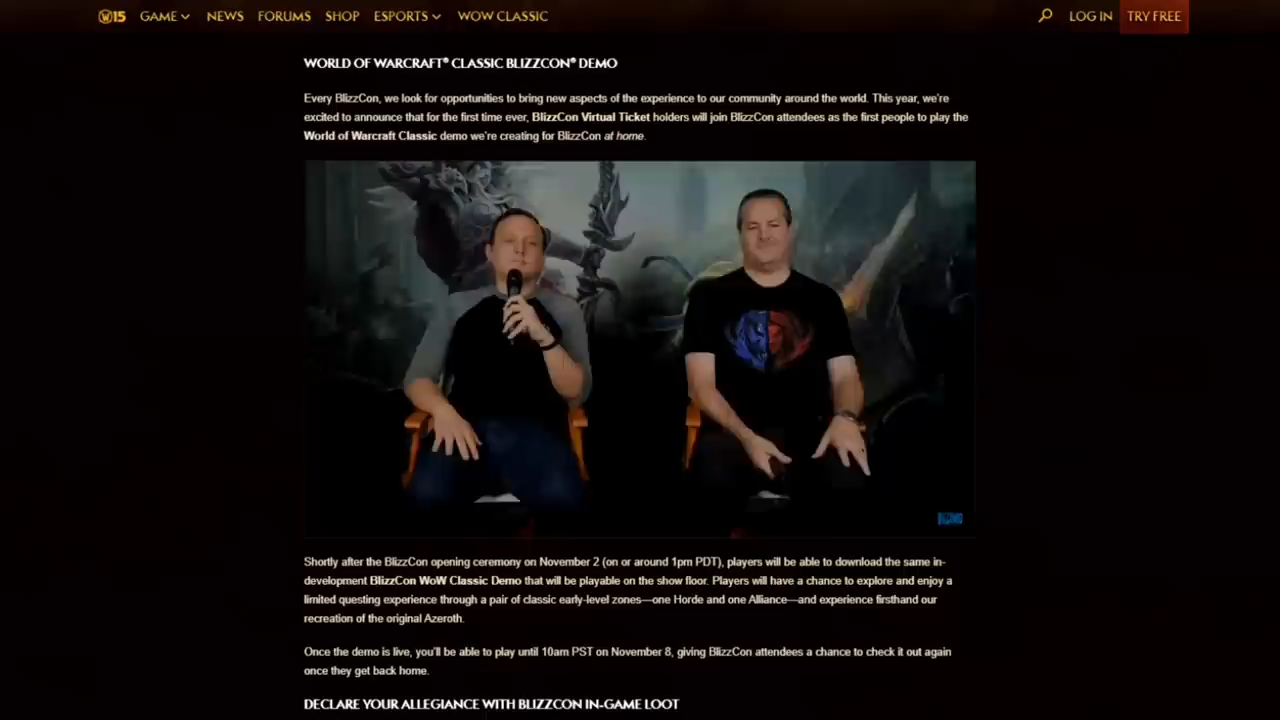 W15 GAME NEWS FORUMS SHOP ESPORTS WOW CLASSIC LOG IN TRY FREE
WORLD OF WARCRAFT® CLASSIC BLIZZCON® DEMO
Every BlizzCon, we look for opportunities to bring new aspects of the experience to our community around the world. This year, we're
excited to announce that for the first time ever, BlizzCon Virtual Ticket holders will join BlizzCon attendees as the first people to play the
World of Warcraft Classic demo we're creating for BlizzCon at home.
BLIZZARD
Shortly after the BlizzCon opening ceremony on November 2 (on or around 1pm PDT), players will be able to download the same in-
development BlizzCon WoW Classic Demo that will be playable on the show floor. Players will have a chance to explore and enjoy a
limited questing experience through a pair of classic early-level zones—one Horde and one Alliance—and experience firsthand our
recreation of the original Azeroth.
Once the demo is live, you'll be able to play until 10am PST on November 8, giving BlizzCon attendees a chance to check it out again
once they get back home.
DECLARE YOUR ALLEGIANCE WITH BLIZZCON IN-GAME LOOT